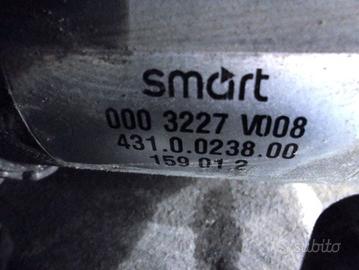 smart
000 3227 V008
431.0.0238.00
159 01 2
subito